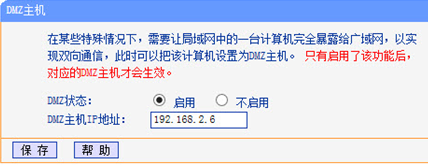 DMZ主机
在某些特殊情况下，需要让局域网中的一台计算机完全暴露给广域网，以实
现双向通信，此时可以把该计算机设置为DMZ主机。 只有启用了该功能后，
对应的DMZ主机才会生效。
DMZ状态： 启用 不启用
DMZ主机IP地址： 192.168.2.6
保 存 帮 助